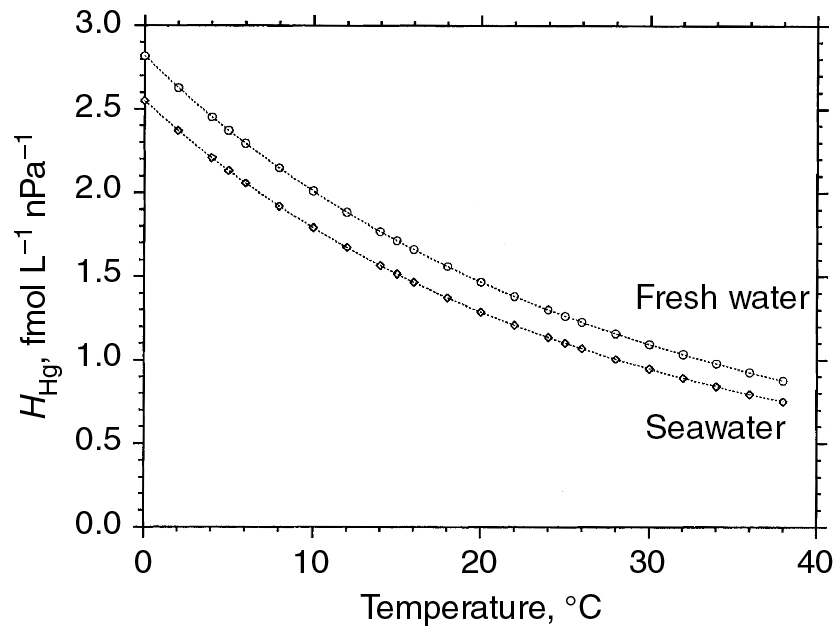 3.0
2.5
2.0
1.5
1.0
0.5
0.0
H_Hg, fmol L⁻¹ nPa⁻¹
Fresh water
Seawater
0 10 20 30 40
Temperature, °C